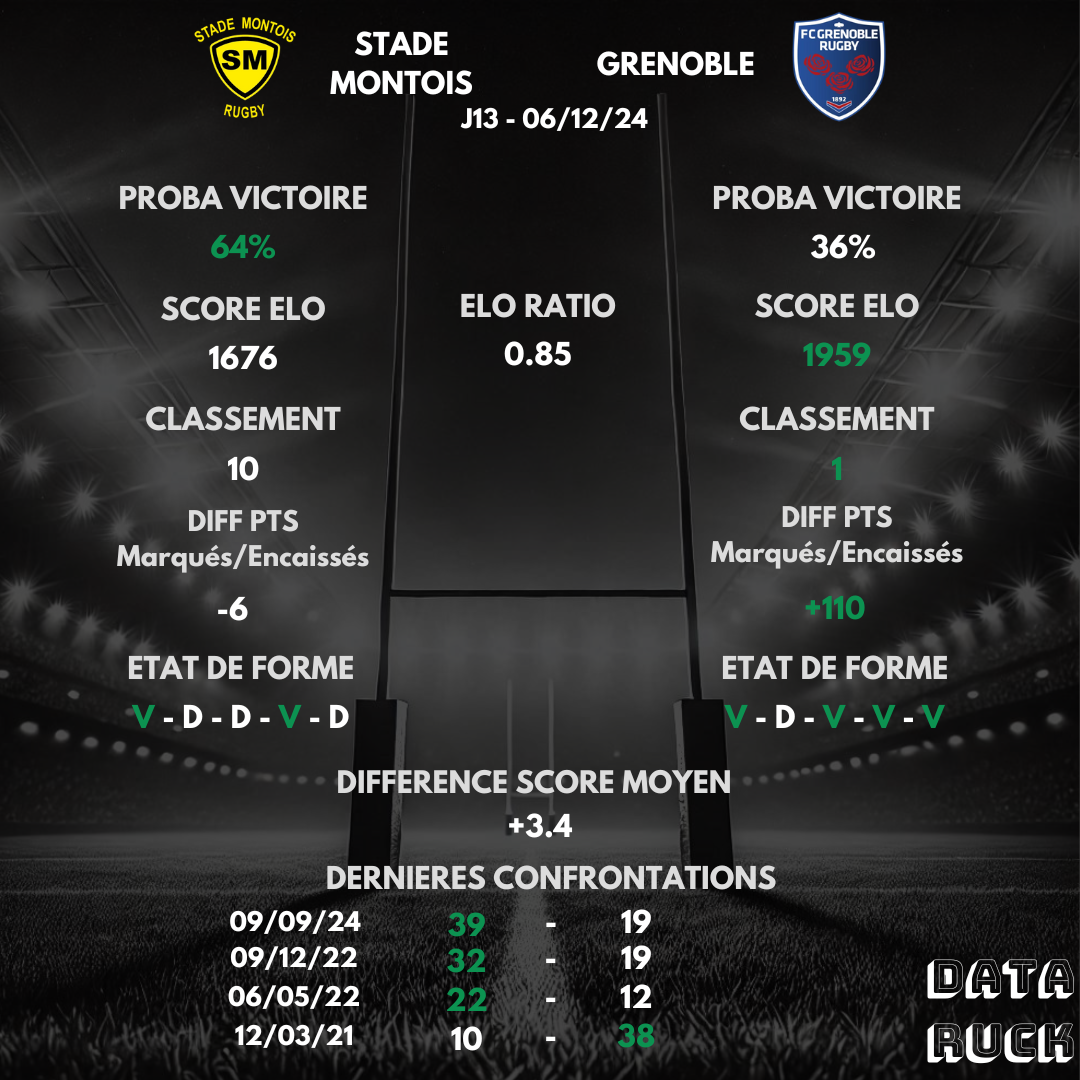 STADE MONTOIS
SM
RUGBY
STADE
MONTOIS
GRENOBLE
FC GRENOBLE
RUGBY
1892
J13 - 06/12/24
PROBA VICTOIRE
64%
PROBA VICTOIRE
36%
SCORE ELO
1676
ELO RATIO
0.85
SCORE ELO
1959
CLASSEMENT
10
CLASSEMENT
1
DIFF PTS
Marqués/Encaissés
-6
DIFF PTS
Marqués/Encaissés
+110
ETAT DE FORME
V - D - D - V - D
ETAT DE FORME
V - D - V - V - V
DIFFERENCE SCORE MOYEN
+3.4
DERNIERES CONFRONTATIONS
09/09/24 39 - 19
09/12/22 32 - 19
06/05/22 22 - 12
12/03/21 10 - 38
DATA
RUCK